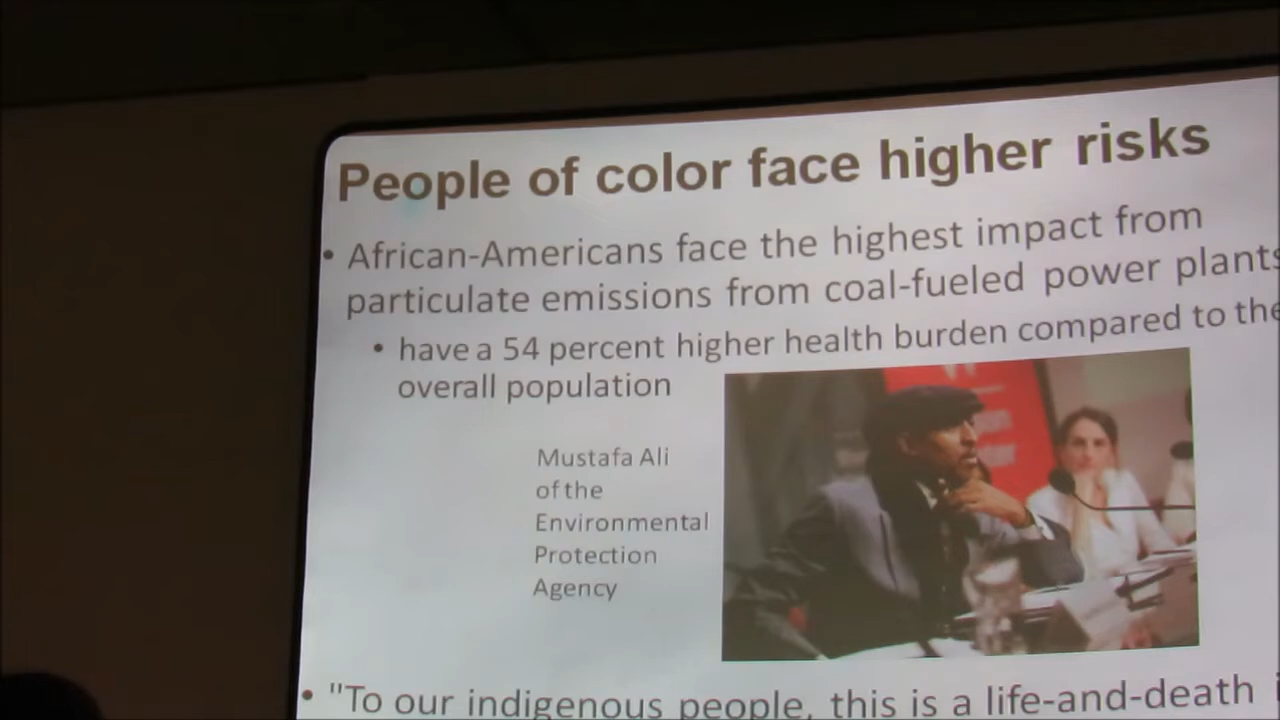 People of color face higher risks
• African-Americans face the highest impact from
particulate emissions from coal-fueled power plants
• have a 54 percent higher health burden compared to the
overall population
Mustafa Ali
of the
Environmental
Protection
Agency
• "To our indigenous people, this is a life-and-death